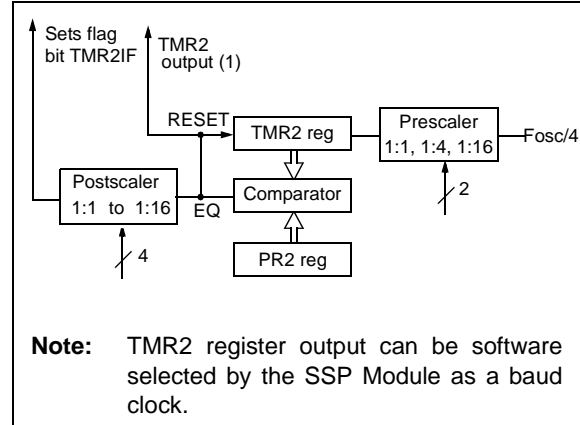 Sets flag
bit TMR2IF
TMR2
output (1)
RESET
TMR2 reg
Prescaler
1:1, 1:4, 1:16
Fosc/4
2
Postscaler
1:1 to 1:16
EQ
Comparator
4
PR2 reg
Note: TMR2 register output can be software
selected by the SSP Module as a baud
clock.